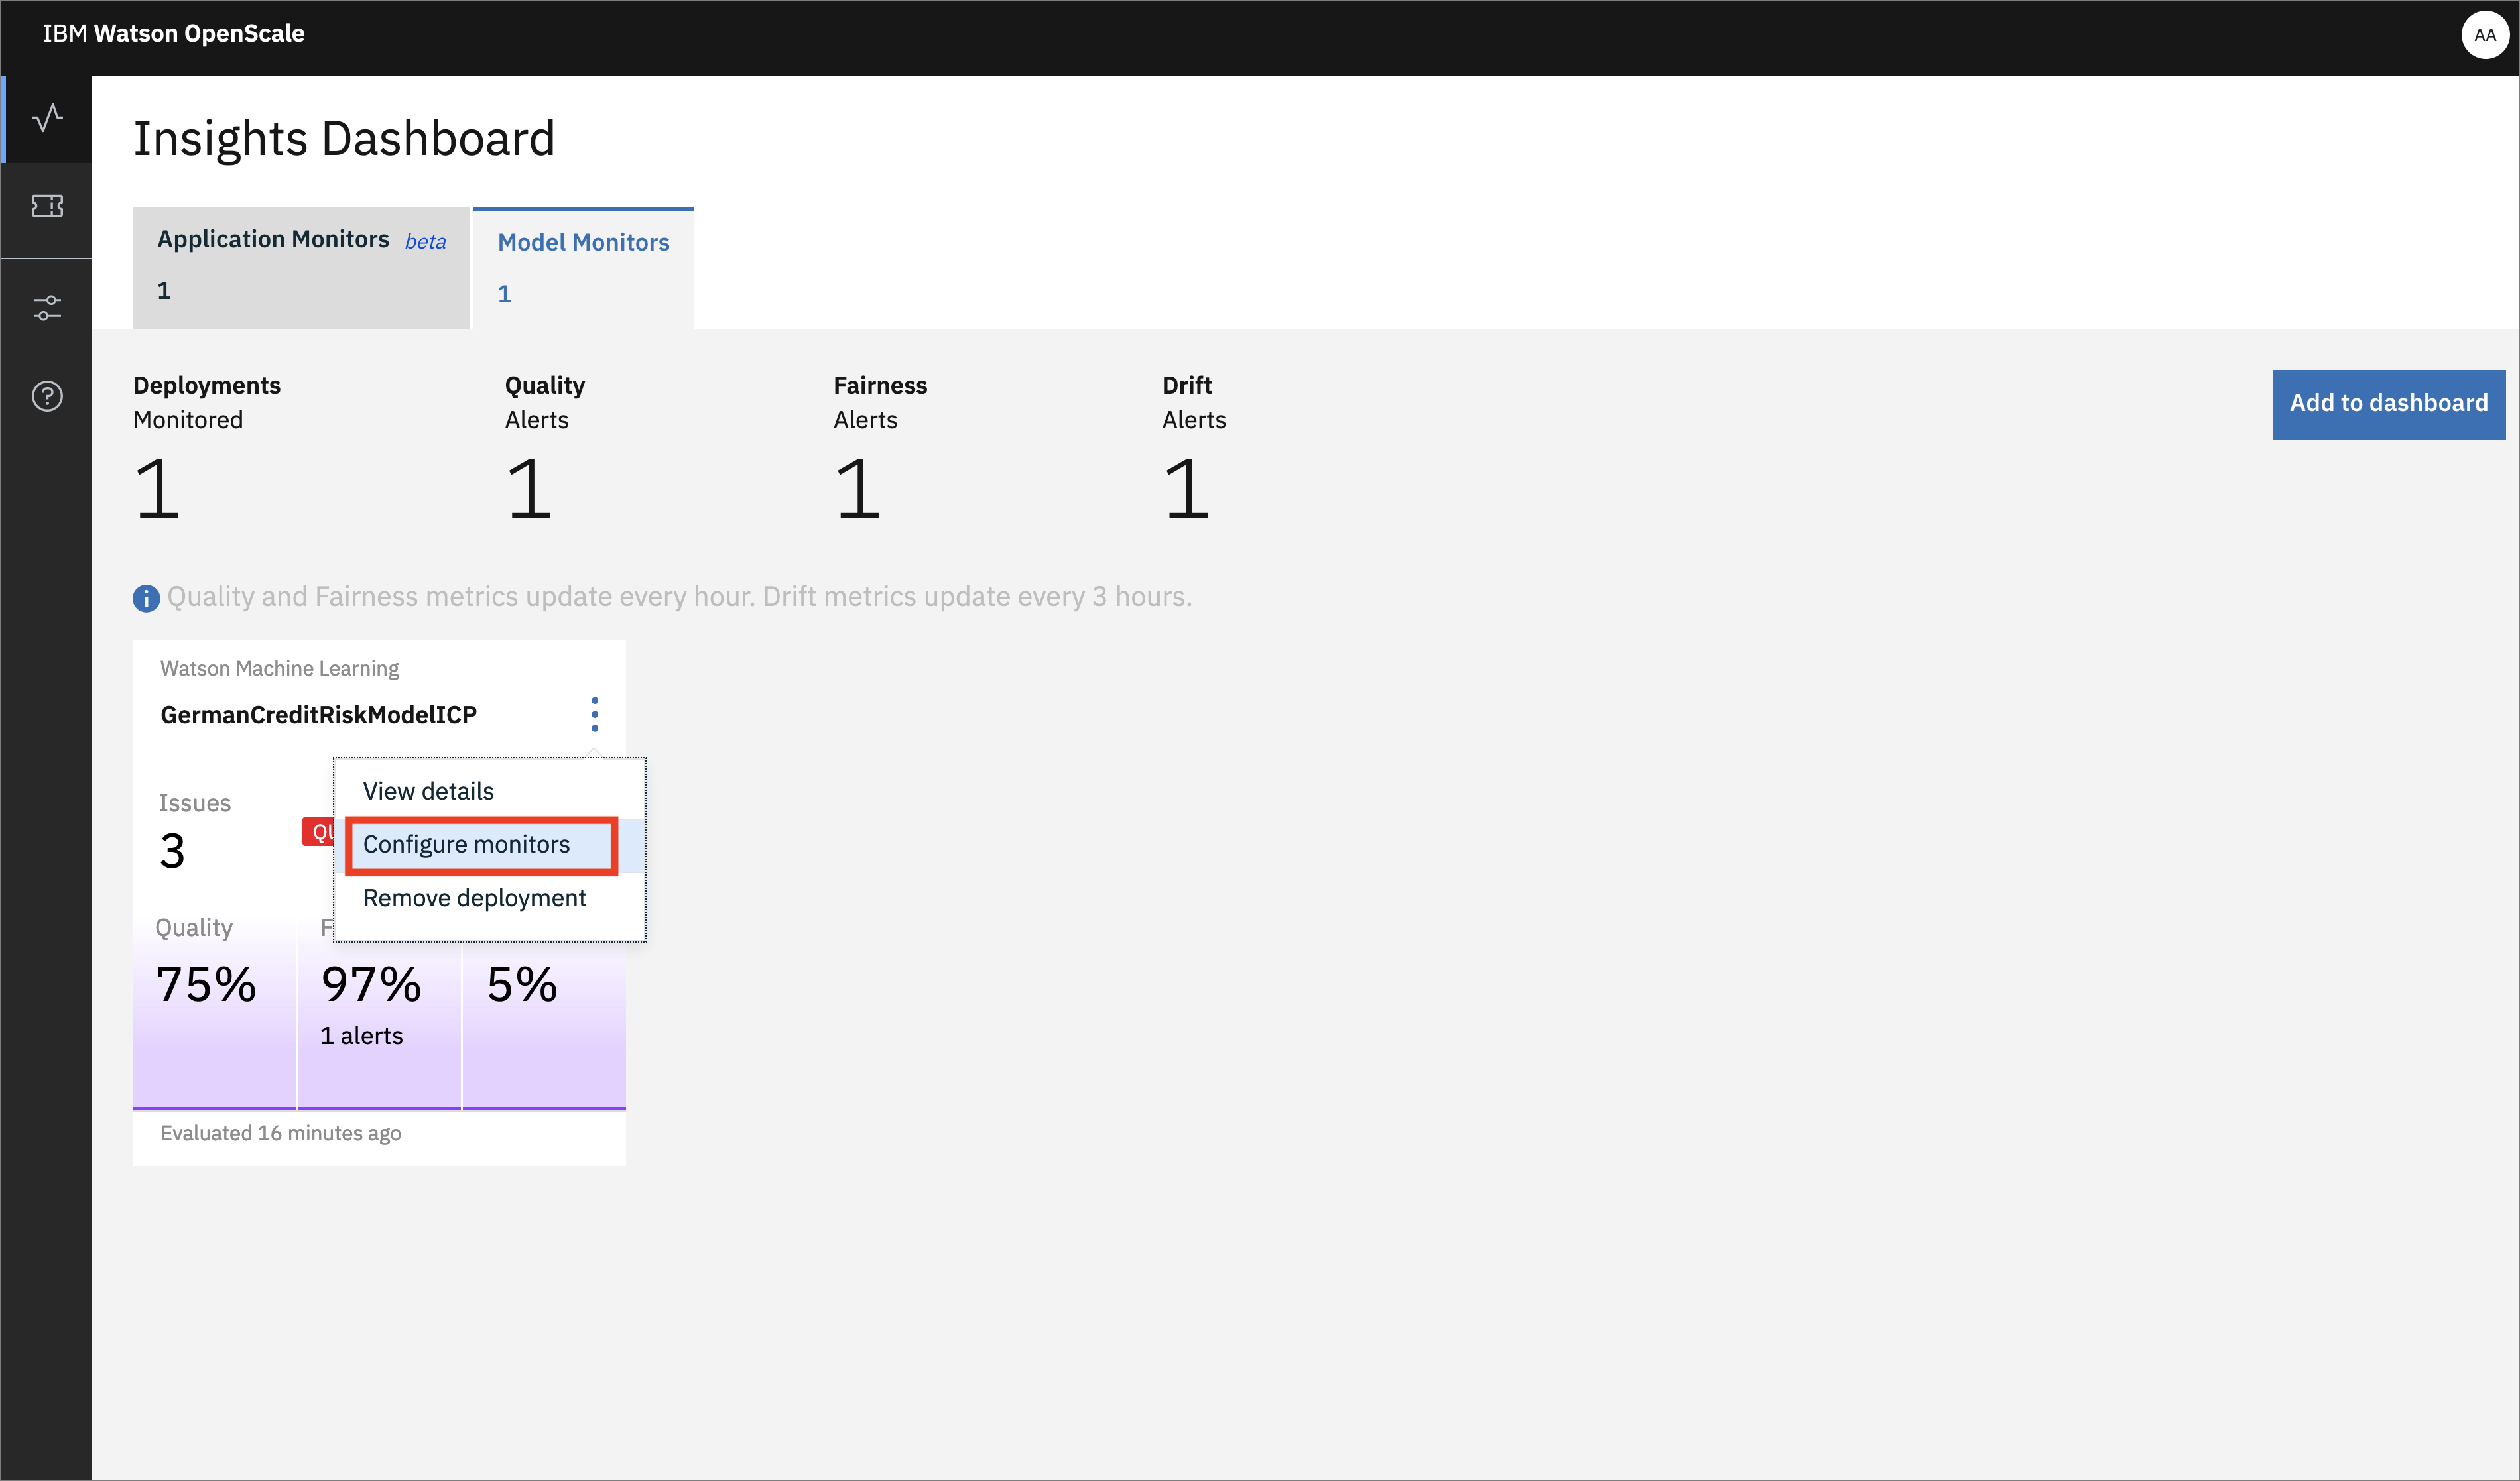 IBM Watson OpenScale
AA
Insights Dashboard
Application Monitors beta
1
Model Monitors
1
Deployments
Monitored
1
Quality
Alerts
1
Fairness
Alerts
1
Drift
Alerts
1
Add to dashboard
Quality and Fairness metrics update every hour. Drift metrics update every 3 hours.
Watson Machine Learning
GermanCreditRiskModelICP
View details
Configure monitors
Remove deployment
Issues
3
Quality
75%
97%
1 alerts
5%
Evaluated 16 minutes ago